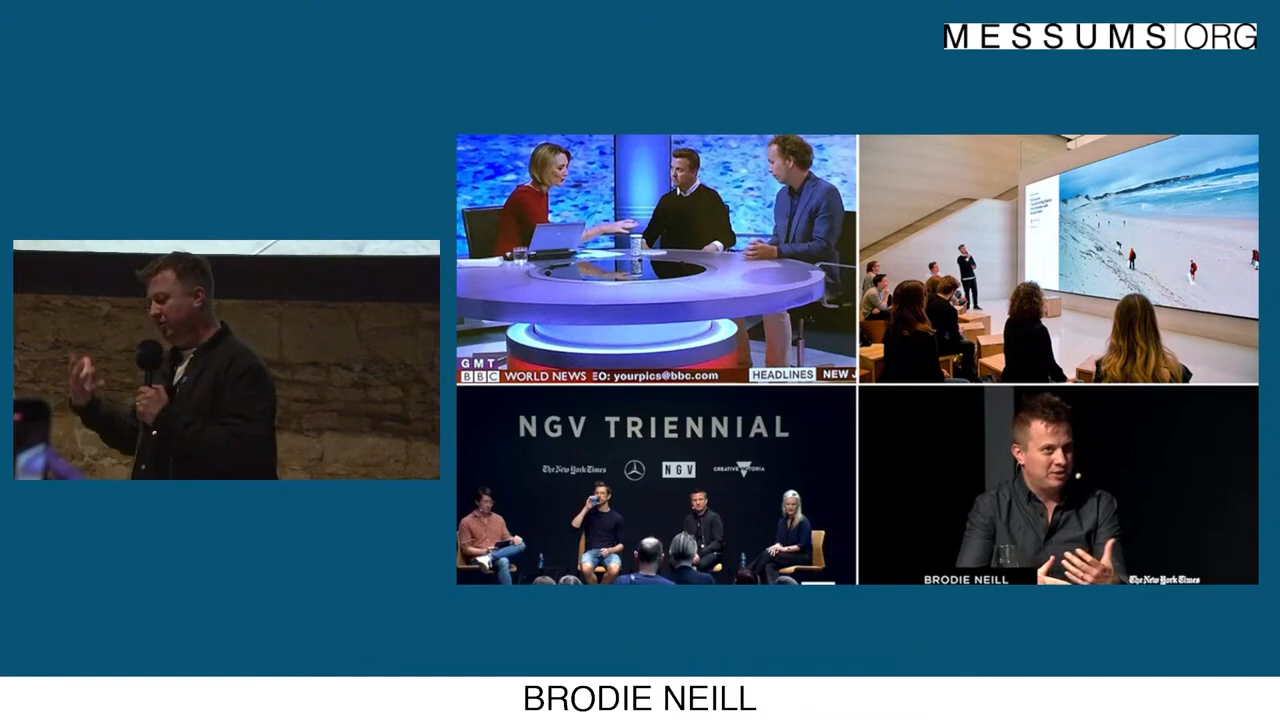 MESSUMS ORG
GMT
BBC WORLD NEWS EO: yourpics@bbc.com HEADLINES NEW J
NGV TRIENNIAL
The New York Times NGV CREATIVE VICTORIA
BRODIE NEILL The New York Times
BRODIE NEILL